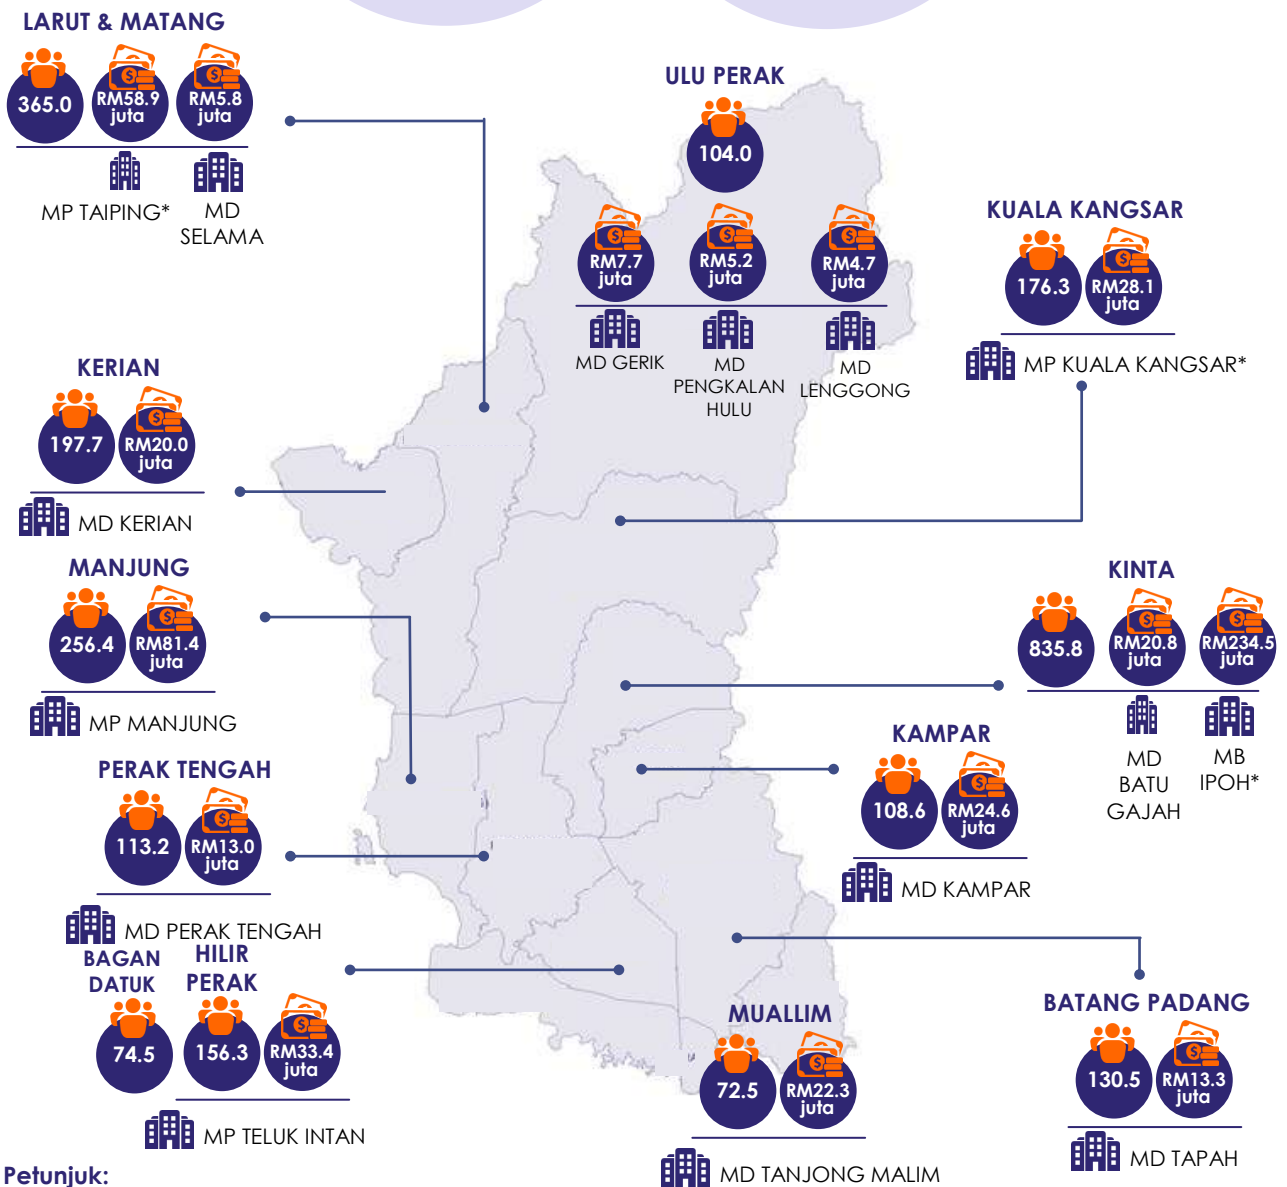 LARUT & MATANG
365.0
RM58.9
juta
RM5.8
juta
MP TAIPING*
MD
SELAMA
ULU PERAK
104.0
RM7.7
juta
RM5.2
juta
RM4.7
juta
MD GERIK
MD
PENGKALAN
HULU
MD
LENGGONG
KUALA KANGSAR
176.3
RM28.1
juta
MP KUALA KANGSAR*
KERIAN
197.7
RM20.0
juta
MD KERIAN
MANJUNG
256.4
RM81.4
juta
MP MANJUNG
KINTA
835.8
RM20.8
juta
RM234.5
juta
MD
BATU
GAJAH
MB
IPOH*
KAMPAR
108.6
RM24.6
juta
MD KAMPAR
PERAK TENGAH
113.2
RM13.0
juta
MD PERAK TENGAH
BAGAN
DATUK
74.5
HILIR
PERAK
156.3
RM33.4
juta
MP TELUK INTAN
MUALLIM
72.5
RM22.3
juta
MD TANJONG MALIM
BATANG PADANG
130.5
RM13.3
juta
MD TAPAH
Petunjuk: